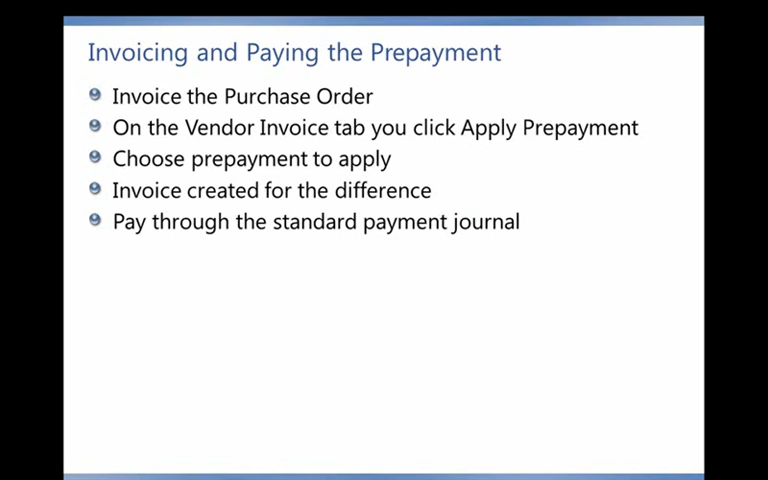 Invoicing and Paying the Prepayment
Invoice the Purchase Order
On the Vendor Invoice tab you click Apply Prepayment
Choose prepayment to apply
Invoice created for the difference
Pay through the standard payment journal